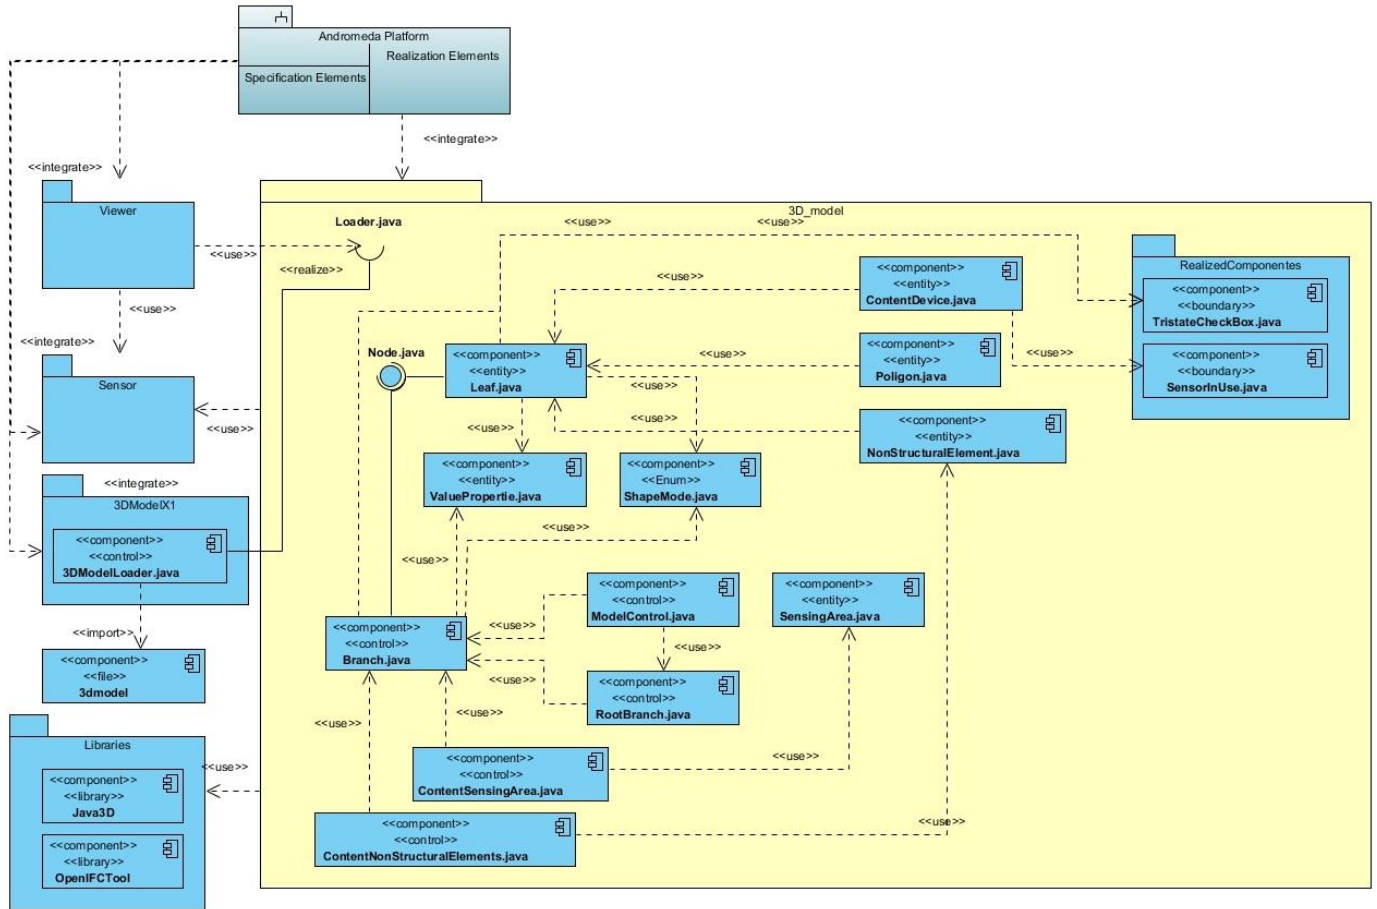 Andromeda Platform
Realization Elements
Specification Elements
<<integrate>>
<<integrate>>
Viewer
3D_model
Loader.java
<<use>>
<<use>>
<<use>>
<<realize>>
<<use>>
<<component>>
<<entity>>
ContentDevice.java
RealizedComponentes
<<component>>
<<boundary>>
TristateCheckBox.java
<<use>>
<<integrate>>
Sensor
<<use>>
Node.java
<<component>>
<<entity>>
Leaf.java
<<use>>
<<component>>
<<entity>>
Poligon.java
<<use>>
<<component>>
<<boundary>>
SensorInUse.java
<<use>>
<<use>>
<<component>>
<<entity>>
NonStructuralElement.java
<<component>>
<<entity>>
ValuePropertie.java
<<component>>
<<Enum>>
ShapeMode.java
<<integrate>>
3DModelX1
<<component>>
<<control>>
3DModelLoader.java
<<use>>
<<use>>
<<component>>
<<control>>
ModelControl.java
<<component>>
<<entity>>
SensingArea.java
<<import>>
<<component>>
<<control>>
Branch.java
<<use>>
<<use>>
<<component>>
<<file>>
3dmodel
<<use>>
<<component>>
<<control>>
RootBranch.java
<<use>>
<<use>>
Libraries
<<use>>
<<component>>
<<library>>
Java3D
<<component>>
<<control>>
ContentSensingArea.java
<<use>>
<<component>>
<<library>>
OpenIFCTool
<<component>>
<<control>>
ContentNonStructuralElements.java
<<use>>